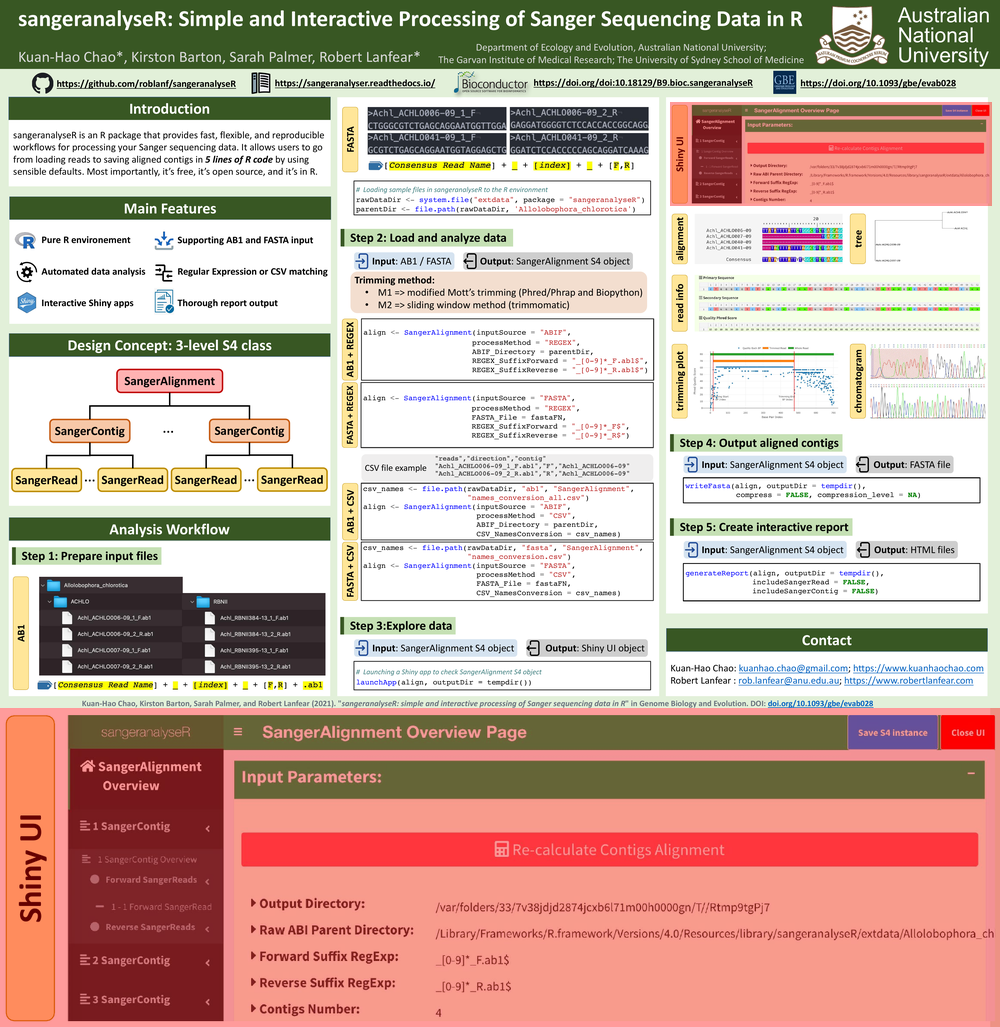 sangeranalyseR: Simple and Interactive Processing of Sanger Sequencing Data in R
Kuan-Hao Chao*, Kirston Barton, Sarah Palmer, Robert Lanfear*
Department of Ecology and Evolution, Australian National University;
The Garvan Institute of Medical Research; The University of Sydney School of Medicine
Australian
National
University
https://github.com/roblanf/sangeranalyseR
https://sangeranalyser.readthedocs.io/
Bioconductor
https://doi.org/doi:10.18129/B9.bioc.sangeranalyseR
GBE
https://doi.org/10.1093/gbe/evab028
Introduction
sangeranalyseR is an R package that provides fast, flexible, and reproducible
workflows for processing your Sanger sequencing data. It allows users to go
from loading reads to saving aligned contigs in 5 lines of R code by using
sensible defaults. Most importantly, it's free, it's open source, and it's in R.
Main Features
Pure R environement
Supporting AB1 and FASTA input
Automated data analysis
Regular Expression or CSV matching
Interactive Shiny apps
Thorough report output
Design Concept: 3-level S4 class
SangerAlignment
SangerContig ... SangerContig
SangerRead ... SangerRead SangerRead ... SangerRead
Analysis Workflow
Step 1: Prepare input files
AB1
Allolobophora_chlorotica
ACHLO
RBNII
Achl_ACHLO006-09_1_F.ab1
Achl_RBNII384-13_1_F.ab1
Achl_ACHLO006-09_2_R.ab1
Achl_RBNII384-13_2_R.ab1
Achl_ACHLO007-09_1_F.ab1
Achl_RBNII395-13_1_F.ab1
Achl_ACHLO007-09_2_R.ab1
Achl_RBNII395-13_2_R.ab1
[Consensus Read Name] + _ + [index] + _ + [F,R] + .ab1
FASTA
>Achl_ACHLO006-09_1_F
CTGGGCGTCTGAGCAGGAATGGTTGGA
>Achl_ACHLO006-09_2_R
GAGGATGGGGTCTCCACCACCGGCAGG
>Achl_ACHLO041-09_1_F
GCGTCTGAGCAGGAATGGTAGGAGCTG
>Achl_ACHLO041-09_2_R
GGATCTCCACCCCCAGCAGGATCAAAG
[Consensus Read Name] + _ + [index] + _ + [F,R]
# Loading sample files in sangeranalyseR to the R environment
rawDataDir <- system.file("extdata", package = "sangeranalyseR")
parentDir <- file.path(rawDataDir, 'Allolobophora_chlorotica')
Step 2: Load and analyze data
Input: AB1 / FASTA
Output: SangerAlignment S4 object
Trimming method:
• M1 => modified Mott's trimming (Phred/Phrap and Biopython)
• M2 => sliding window method (trimmomatic)
AB1 + REGEX
align <- SangerAlignment(inputSource = "ABIF",
processMethod = "REGEX",
ABIF_Directory = parentDir,
REGEX_SuffixForward = "_[0-9]*_F.ab1$",
REGEX_SuffixReverse = "_[0-9]*_R.ab1$")
FASTA + REGEX
align <- SangerAlignment(inputSource = "FASTA",
processMethod = "REGEX",
FASTA_File = fastaFN,
REGEX_SuffixForward = "_[0-9]*_F$",
REGEX_SuffixReverse = "_[0-9]*_R$")
CSV file example
"reads","direction","contig"
"Achl_ACHLO006-09_1_F.ab1","F","Achl_ACHLO006-09"
"Achl_ACHLO006-09_2_R.ab1","R","Achl_ACHLO006-09"
AB1 + CSV
csv_names <- file.path(rawDataDir, "ab1", "SangerAlignment",
"names_conversion_all.csv")
align <- SangerAlignment(inputSource = "ABIF",
processMethod = "CSV",
ABIF_Directory = parentDir,
CSV_NamesConversion = csv_names)
FASTA + CSV
csv_names <- file.path(rawDataDir, "fasta", "SangerAlignment",
"names_conversion.csv")
align <- SangerAlignment(inputSource = "FASTA",
processMethod = "CSV",
FASTA_File = fastaFN,
CSV_NamesConversion = csv_names)
Step 3:Explore data
Input: SangerAlignment S4 object
Output: Shiny UI object
# Launching a Shiny app to check SangerAlignment S4 object
launchApp(align, outputDir = tempdir())
Shiny UI
SangerAlignment Overview Page
Input Parameters:
Re-calculate Contigs Alignment
alignment
Achl_ACHLO006-09
Achl_ACHLO007-09
Achl_ACHLO040-09
Achl_ACHLO041-09
Consensus
20
tree
read info
Primary Sequence
Secondary Sequence
Quality Phred Score
trimming plot
chromatogram
Step 4: Output aligned contigs
Input: SangerAlignment S4 object
Output: FASTA file
writeFasta(align, outputDir = tempdir(),
compress = FALSE, compression_level = NA)
Step 5: Create interactive report
Input: SangerAlignment S4 object
Output: HTML files
generateReport(align, outputDir = tempdir(),
includeSangerRead = FALSE,
includeSangerContig = FALSE)
Contact
Kuan-Hao Chao: kuanhao.chao@gmail.com; https://www.kuanhaochao.com
Robert Lanfear : rob.lanfear@anu.edu.au; https://www.robertlanfear.com
Kuan-Hao Chao, Kirston Barton, Sarah Palmer, and Robert Lanfear (2021). "sangeranalyseR: simple and interactive processing of Sanger sequencing data in R" in Genome Biology and Evolution. DOI: doi.org/10.1093/gbe/evab028
Shiny UI
sangeranalyseR
SangerAlignment Overview Page
Save S4 instance
Close UI
SangerAlignment
Overview
1 SangerContig
1 SangerContig Overview
Forward SangerReads
1 - 1 Forward SangerRead
Reverse SangerReads
2 SangerContig
3 SangerContig
Input Parameters:
Re-calculate Contigs Alignment
Output Directory: /var/folders/33/7v38jdjd2874jcxb6l71m00h0000gn/T//Rtmp9tgPj7
Raw ABI Parent Directory: /Library/Frameworks/R.framework/Versions/4.0/Resources/library/sangeranalyseR/extdata/Allolobophora_ch
Forward Suffix RegExp: _[0-9]*_F.ab1$
Reverse Suffix RegExp: _[0-9]*_R.ab1$
Contigs Number: 4